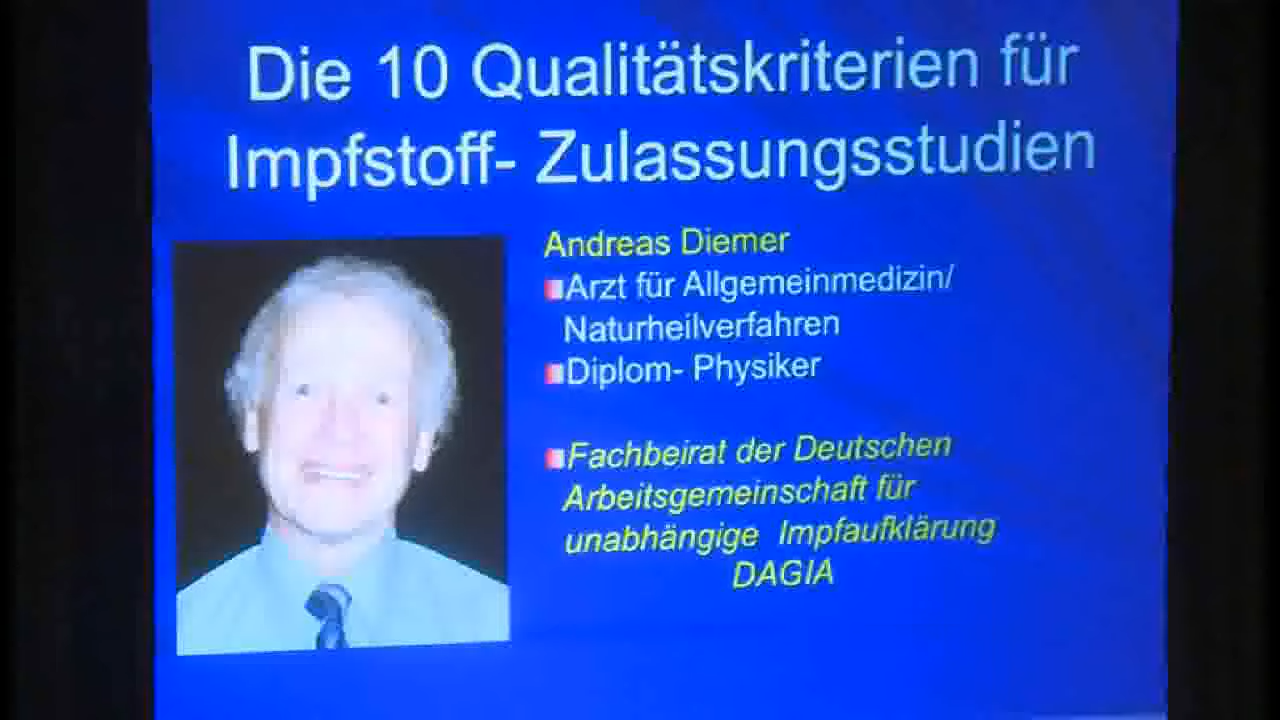 Die 10 Qualitätskriterien für
Impfstoff- Zulassungsstudien
Andreas Diemer
Arzt für Allgemeinmedizin/
Naturheilverfahren
Diplom- Physiker
Fachbeirat der Deutschen
Arbeitsgemeinschaft für
unabhängige Impfaufklärung
DAGIA